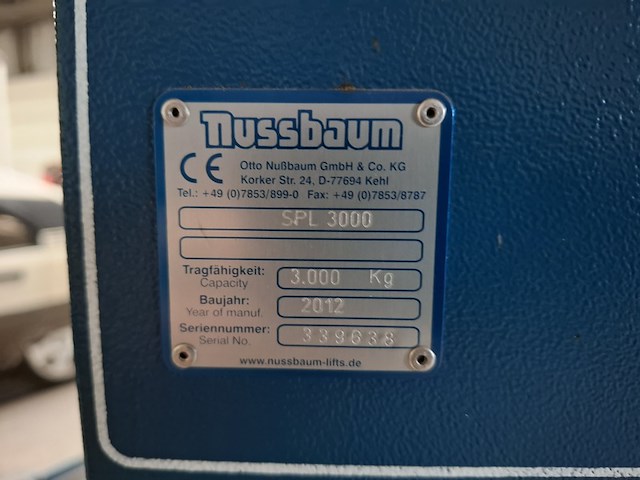 nussbaum
CE Otto Nußbaum GmbH & Co. KG
Korker Str. 24, D-77694 Kehl
Tel.: +49 (0)7853/899-0 Fax: +49 (0)7853/8787
SPL 3000
Tragfähigkeit: 3.000 Kg
Capacity
Baujahr: 2012
Year of manuf.
Seriennummer: 339638
Serial No.
www.nussbaum-lifts.de